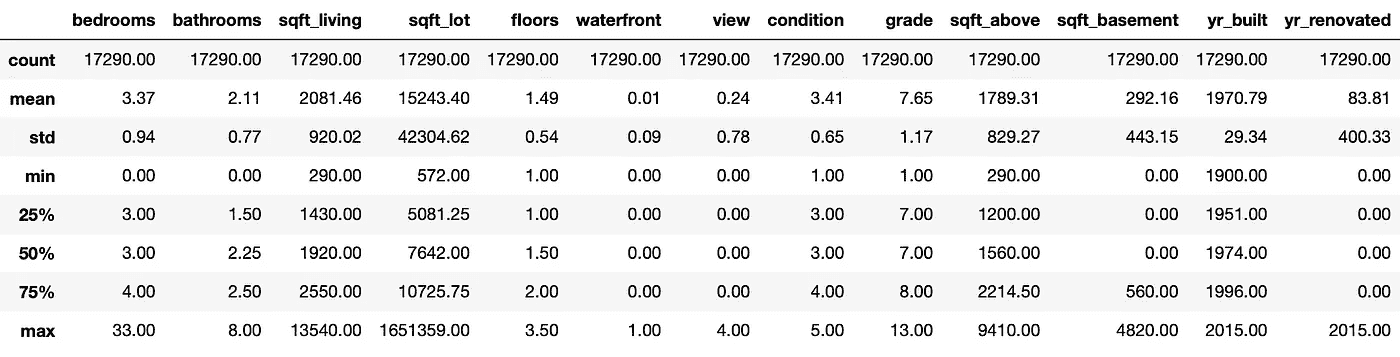 bedrooms bathrooms sqft_living sqft_lot floors waterfront view condition grade sqft_above sqft_basement yr_built yr_renovated
count 17290.00 17290.00 17290.00 17290.00 17290.00 17290.00 17290.00 17290.00 17290.00 17290.00 17290.00 17290.00 17290.00
mean 3.37 2.11 2081.46 15243.40 1.49 0.01 0.24 3.41 7.65 1789.31 292.16 1970.79 83.81
std 0.94 0.77 920.02 42304.62 0.54 0.09 0.78 0.65 1.17 829.27 443.15 29.34 400.33
min 0.00 0.00 290.00 572.00 1.00 0.00 0.00 1.00 1.00 290.00 0.00 1900.00 0.00
25% 3.00 1.50 1430.00 5081.25 1.00 0.00 0.00 3.00 7.00 1200.00 0.00 1951.00 0.00
50% 3.00 2.25 1920.00 7642.00 1.50 0.00 0.00 3.00 7.00 1560.00 0.00 1974.00 0.00
75% 4.00 2.50 2550.00 10725.75 2.00 0.00 0.00 4.00 8.00 2214.50 560.00 1996.00 0.00
max 33.00 8.00 13540.00 1651359.00 3.50 1.00 4.00 5.00 13.00 9410.00 4820.00 2015.00 2015.00